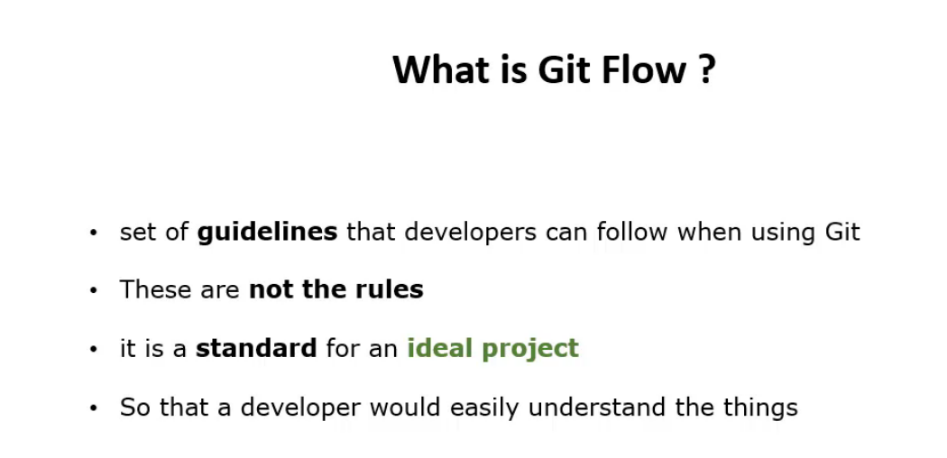 What is Git Flow ?
• set of guidelines that developers can follow when using Git
• These are not the rules
• it is a standard for an ideal project
• So that a developer would easily understand the things